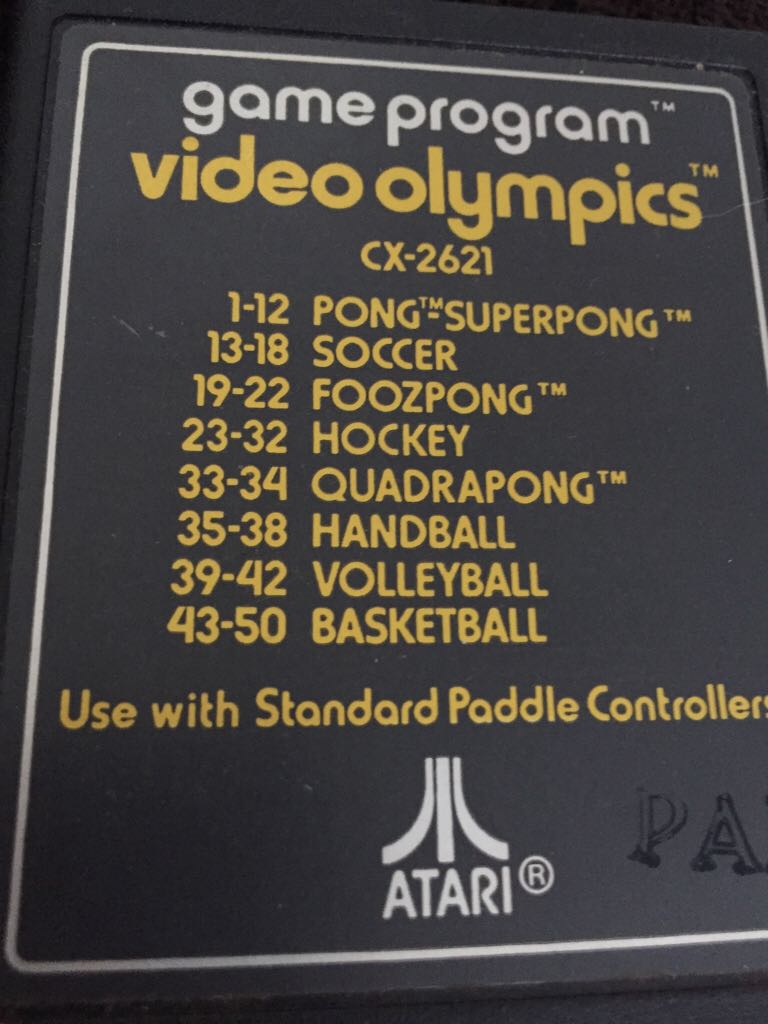 game program™
video olympics™
CX-2621
1-12 PONG™-SUPERPONG™
13-18 SOCCER
19-22 FOOZPONG™
23-32 HOCKEY
33-34 QUADRAPONG™
35-38 HANDBALL
39-42 VOLLEYBALL
43-50 BASKETBALL
Use with Standard Paddle Controllers
ATARI®